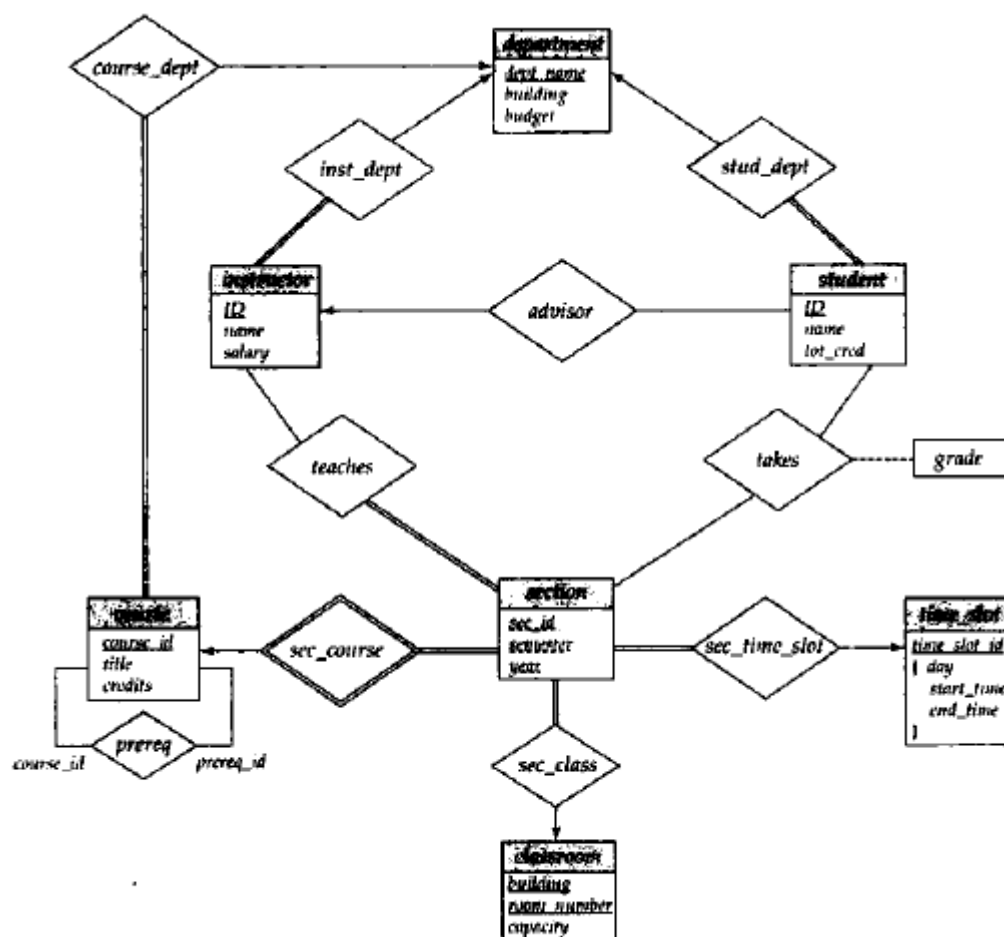 department
course_dept
dept_name
building
budget
inst_dept
stud_dept
instructor
student
ID
name
salary
advisor
ID
name
tot_cred
teaches
takes
grade
section
course
time_slot
sec_id
semester
year
course_id
title
credits
sec_course
sec_time_slot
time_slot_id
{ day
start_time
end_time
}
prereq
course_id
prereq_id
sec_class
classroom
building
room_number
capacity